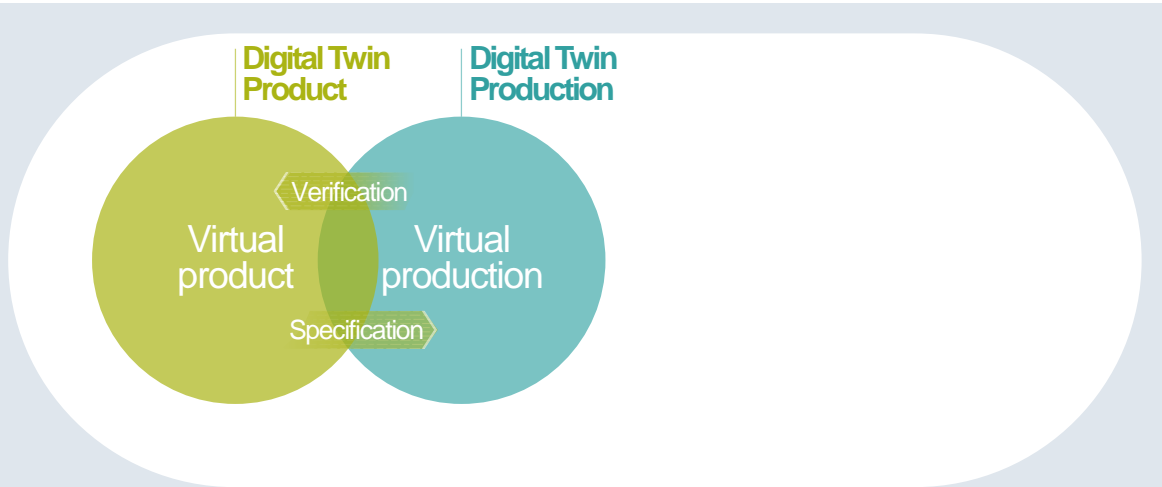 Digital Twin
Product
Digital Twin
Production
Verification
Virtual
product
Virtual
production
Specification